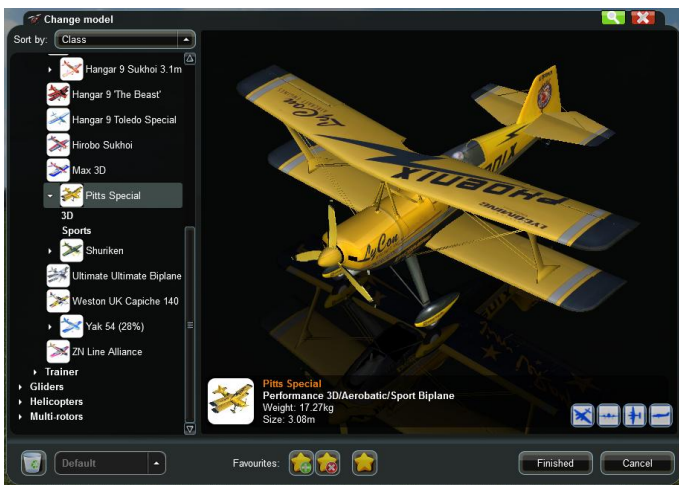 Change model
Sort by: Class
Hangar 9 Sukhoi 3.1m
Hangar 9 'The Beast'
Hangar 9 Toledo Special
Hirobo Sukhoi
Max 3D
Pitts Special
3D
Sports
Shuriken
Ultimate Ultimate Biplane
Weston UK Capiche 140
Yak 54 (28%)
ZN Line Alliance
Trainer
Gliders
Helicopters
Multi-rotors
LyCon
PHOENIX
LYCOMING
LyCon
Pitts Special
Performance 3D/Aerobatic/Sport Biplane
Weight: 17.27kg
Size: 3.08m
Default
Favourites:
Finished
Cancel